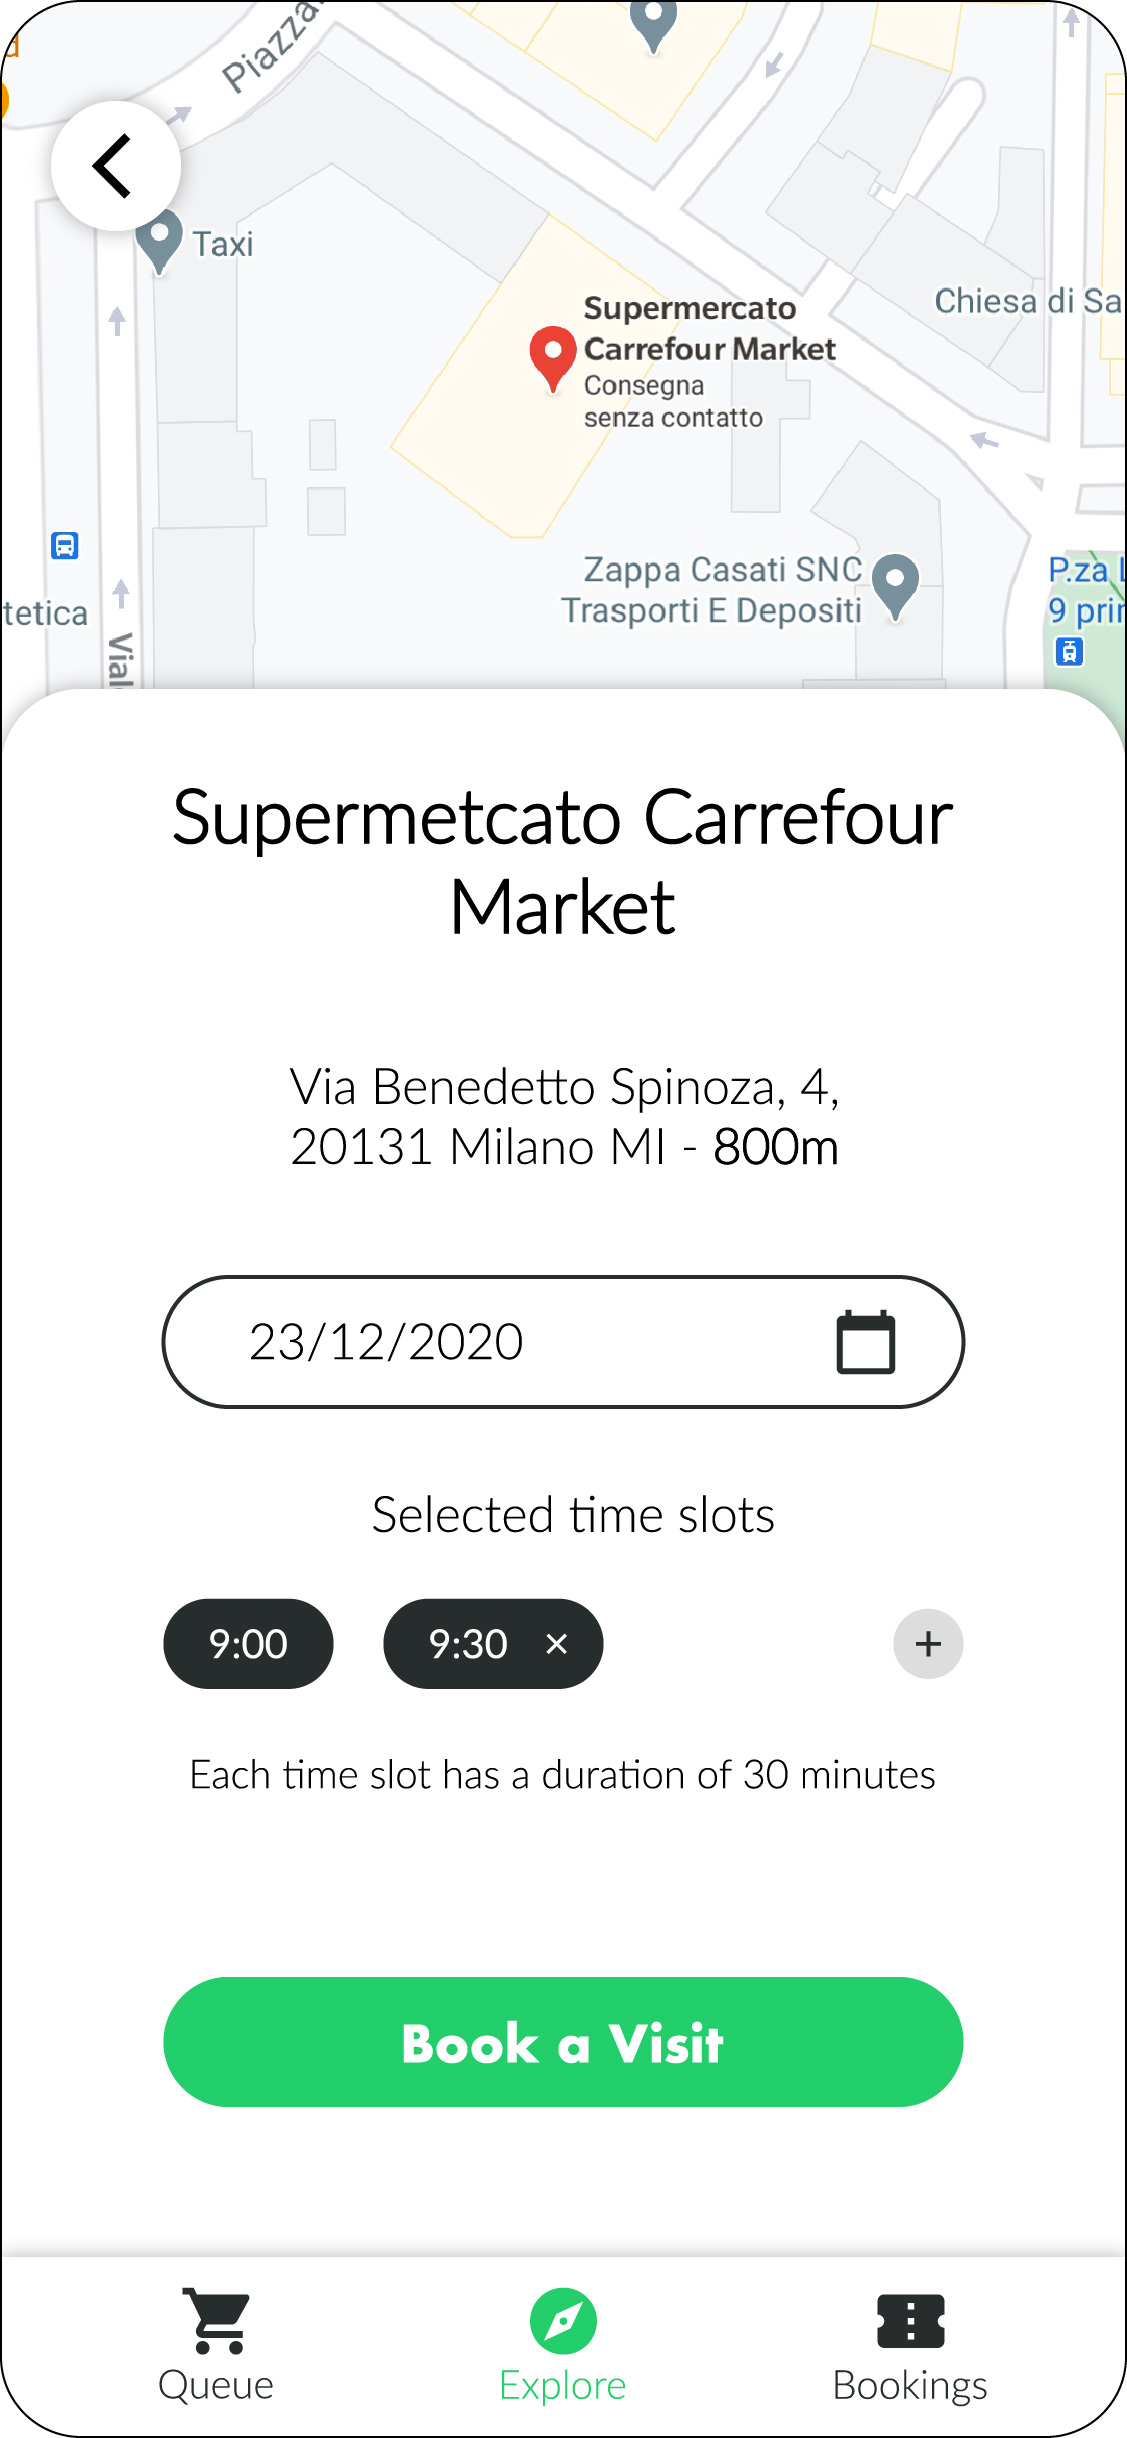 Piazza
Taxi
Supermercato
Carrefour Market
Consegna
senza contatto
Chiesa di Sa
Zappa Casati SNC
Trasporti E Depositi
P.za L
9 prir
tetica
Viale
Supermetcato Carrefour
Market
Via Benedetto Spinoza, 4,
20131 Milano MI - 800m
23/12/2020
Selected time slots
9:00
9:30 ×
+
Each time slot has a duration of 30 minutes
Book a Visit
Queue
Explore
Bookings